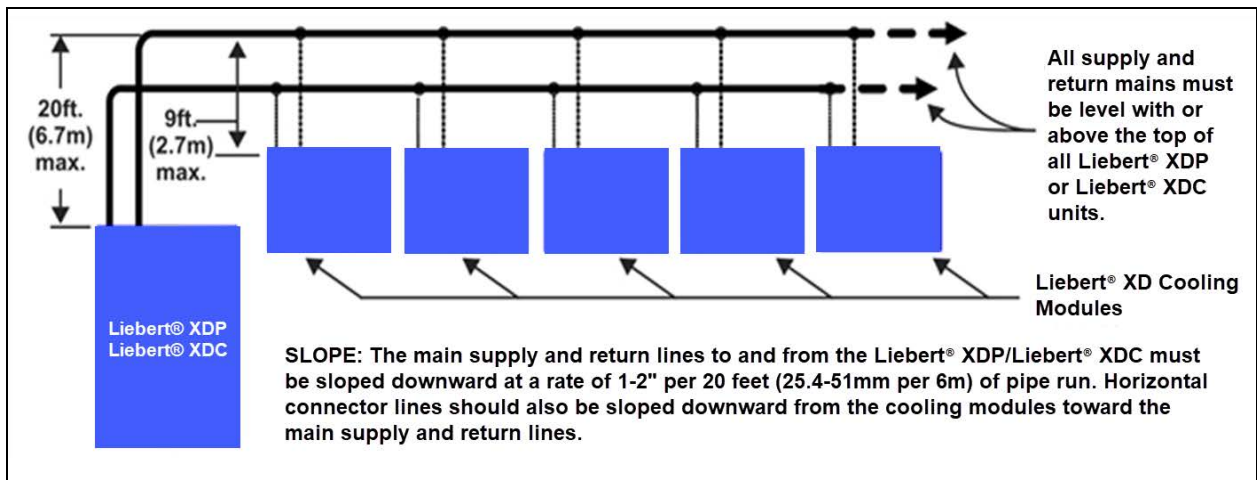 20ft.
(6.7m)
max.
9ft.
(2.7m)
max.
All supply and
return mains must
be level with or
above the top of
all Liebert® XDP
or Liebert® XDC
units.
Liebert® XD Cooling
Modules
Liebert® XDP
Liebert® XDC
SLOPE: The main supply and return lines to and from the Liebert® XDP/Liebert® XDC must
be sloped downward at a rate of 1-2" per 20 feet (25.4-51mm per 6m) of pipe run. Horizontal
connector lines should also be sloped downward from the cooling modules toward the
main supply and return lines.